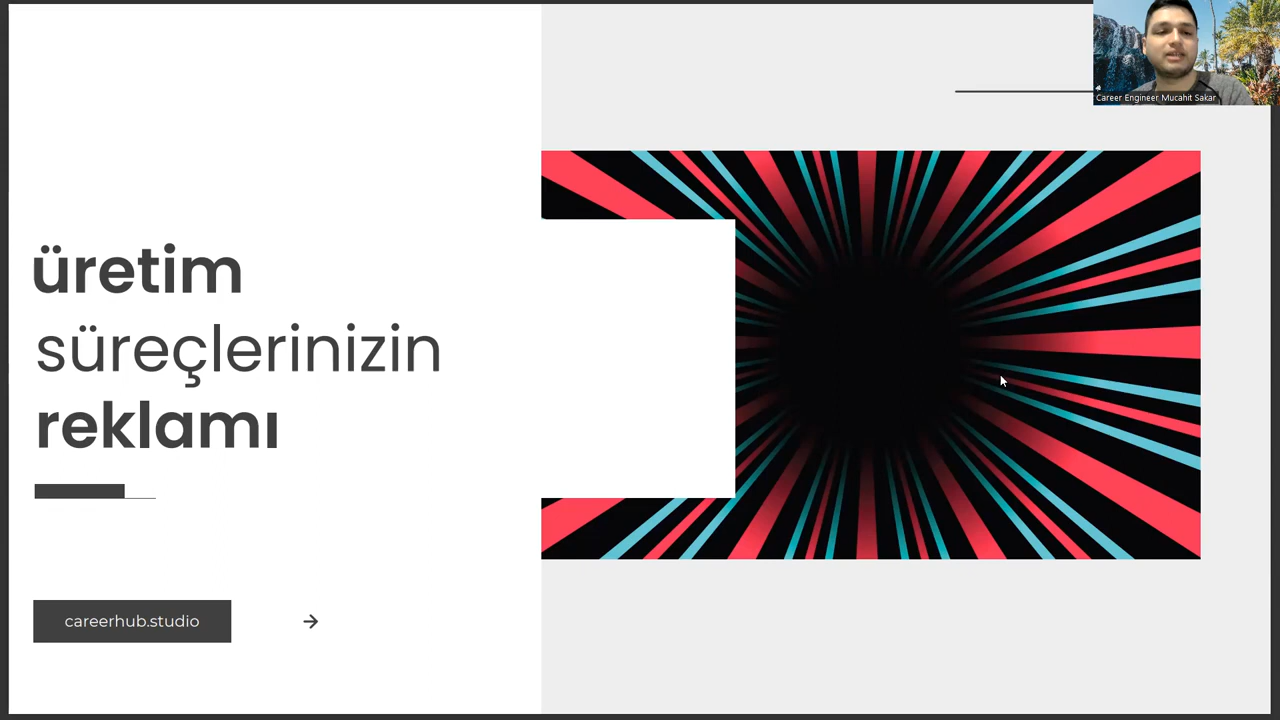 Career Engineer Mucahit Sakar
üretim
süreçlerinizin
reklamı
careerhub.studio